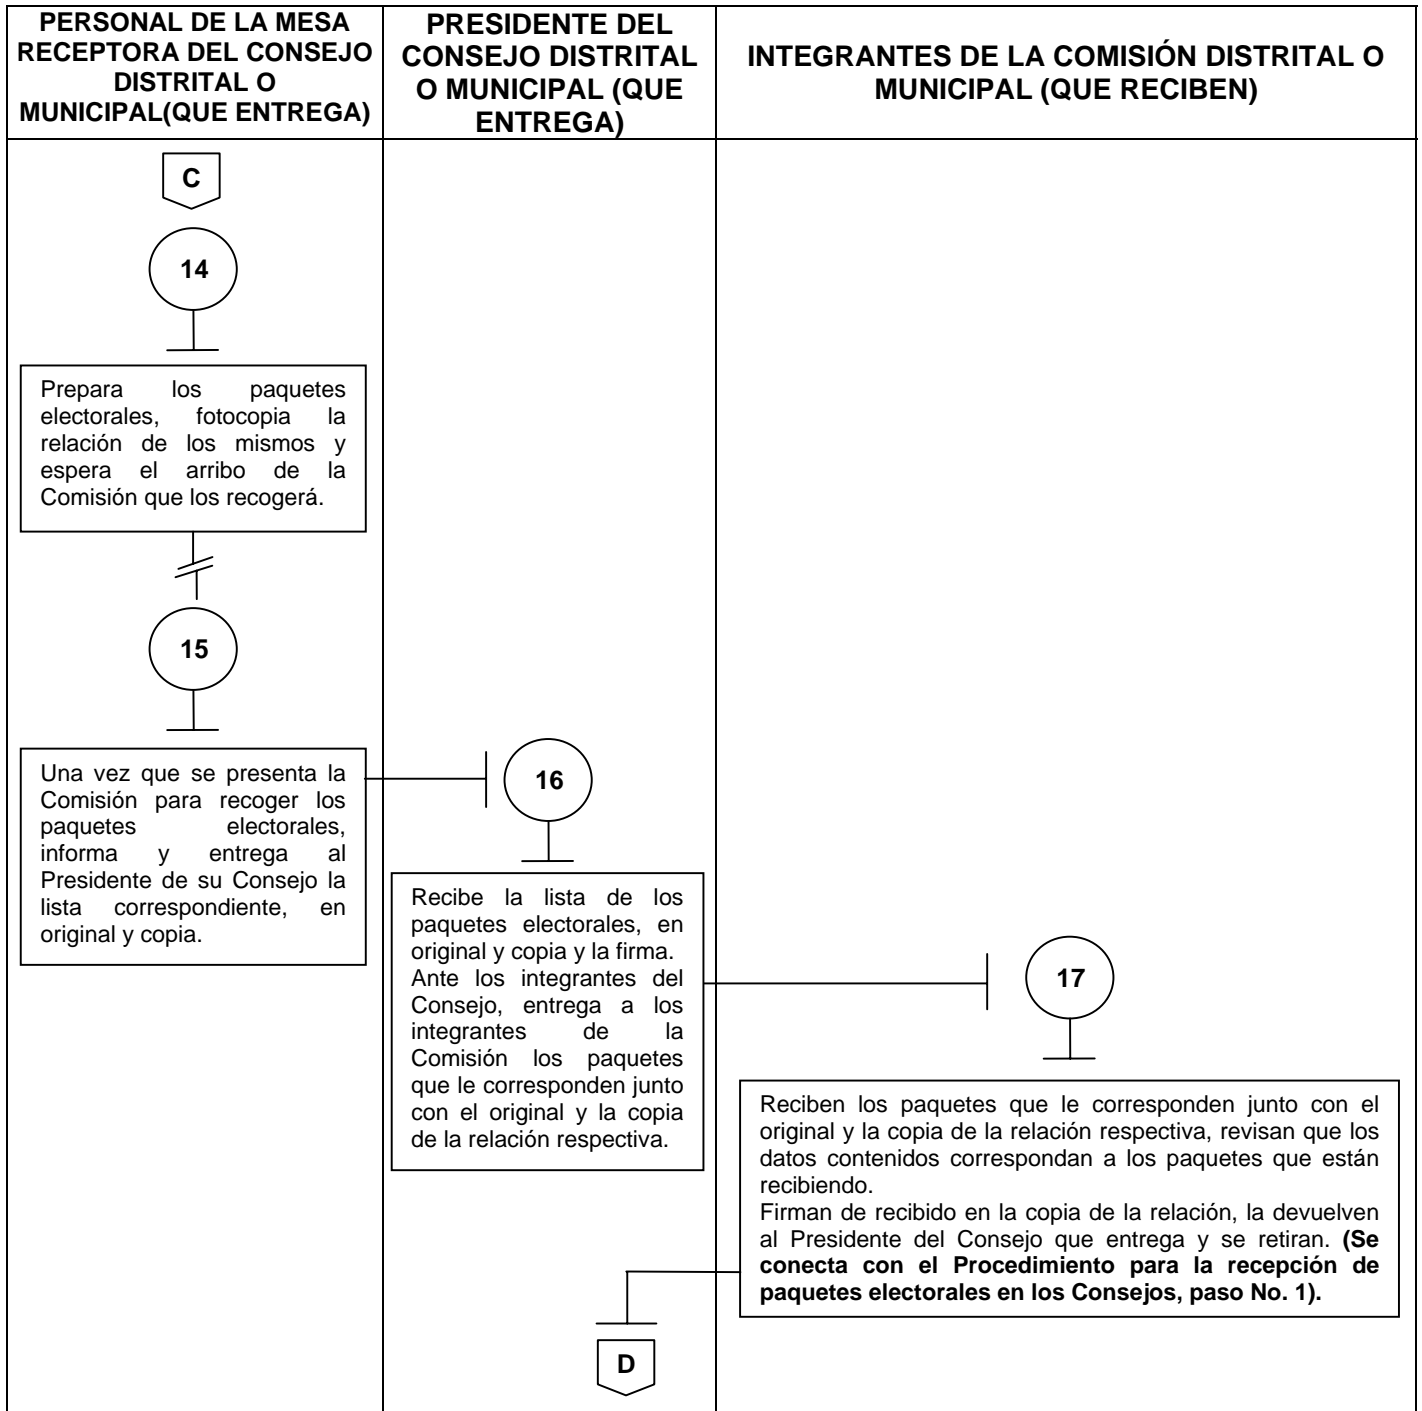 PERSONAL DE LA MESA
RECEPTORA DEL CONSEJO
DISTRITAL O
MUNICIPAL(QUE ENTREGA)
PRESIDENTE DEL
CONSEJO DISTRITAL
O MUNICIPAL (QUE
ENTREGA)
INTEGRANTES DE LA COMISIÓN DISTRITAL O
MUNICIPAL (QUE RECIBEN)
C
14
Prepara los paquetes
electorales, fotocopia la
relación de los mismos y
espera el arribo de la
Comisión que los recogerá.
15
Una vez que se presenta la
Comisión para recoger los
paquetes electorales,
informa y entrega al
Presidente de su Consejo la
lista correspondiente, en
original y copia.
16
Recibe la lista de los
paquetes electorales, en
original y copia y la firma.
Ante los integrantes del
Consejo, entrega a los
integrantes de la
Comisión los paquetes
que le corresponden junto
con el original y la copia
de la relación respectiva.
17
Reciben los paquetes que le corresponden junto con el
original y la copia de la relación respectiva, revisan que los
datos contenidos correspondan a los paquetes que están
recibiendo.
Firman de recibido en la copia de la relación, la devuelven
al Presidente del Consejo que entrega y se retiran. (Se
conecta con el Procedimiento para la recepción de
paquetes electorales en los Consejos, paso No. 1).
D